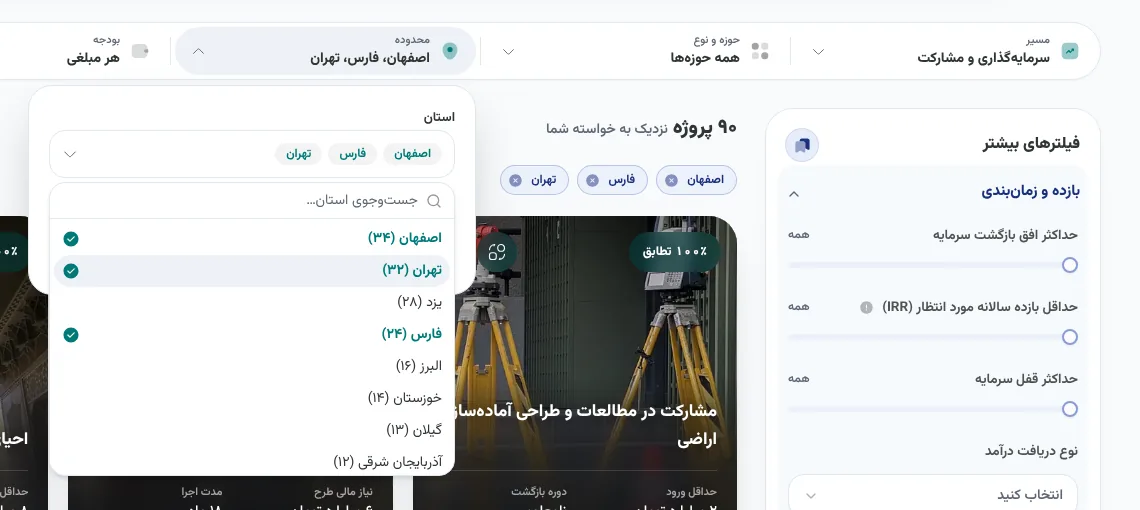 مسیر
سرمایه‌گذاری و مشارکت
حوزه و نوع
همه حوزه‌ها
محدوده
اصفهان، فارس، تهران
بودجه
هر مبلغی
فیلترهای بیشتر
بازده و زمان‌بندی
حداکثر افق بازگشت سرمایه
همه
حداقل بازده سالانه مورد انتظار (IRR)
همه
حداکثر قفل سرمایه
همه
نوع دریافت درآمد
انتخاب کنید
۹۰ پروژه نزدیک به خواسته شما
اصفهان
فارس
تهران
۱۰۰٪ تطابق
مشارکت در مطالعات و طراحی آماده‌ساز
اراضی
حداقل ورود
دوره بازگشت
نیاز مالی طرح
مدت اجرا
استان
اصفهان
فارس
تهران
جست‌وجوی استان...
اصفهان (۳۴)
تهران (۳۲)
یزد (۲۸)
فارس (۲۴)
البرز (۱۶)
خوزستان (۱۴)
گیلان (۱۳)
آذربایجان شرقی (۱۲)
احیا
حداقل